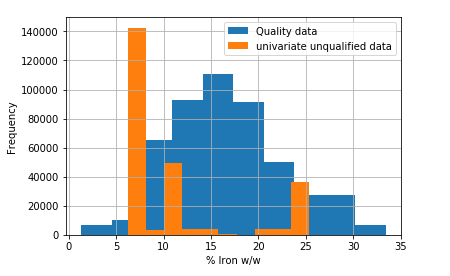 Quality data
univariate unqualified data
140000
120000
100000
80000
60000
40000
20000
0
Frequency
0 5 10 15 20 25 30 35
% Iron w/w